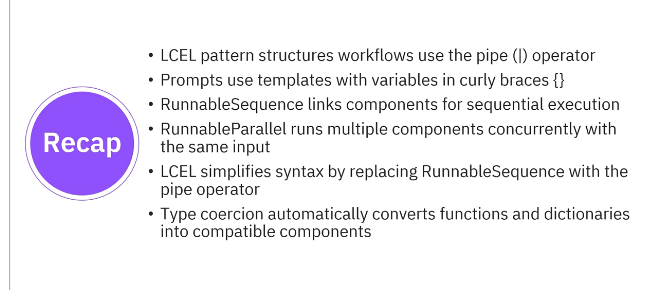 Recap
• LCEL pattern structures workflows use the pipe (|) operator
• Prompts use templates with variables in curly braces {}
• RunnableSequence links components for sequential execution
• RunnableParallel runs multiple components concurrently with
the same input
• LCEL simplifies syntax by replacing RunnableSequence with the
pipe operator
• Type coercion automatically converts functions and dictionaries
into compatible components